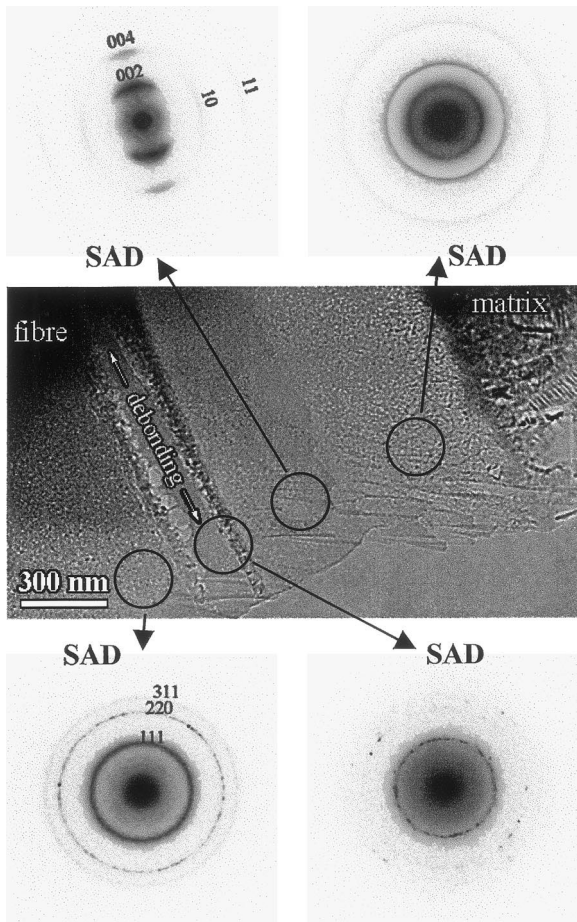 004
002
10
11
SAD
SAD
fibre
matrix
debonding
300 nm
SAD
SAD
311
220
111